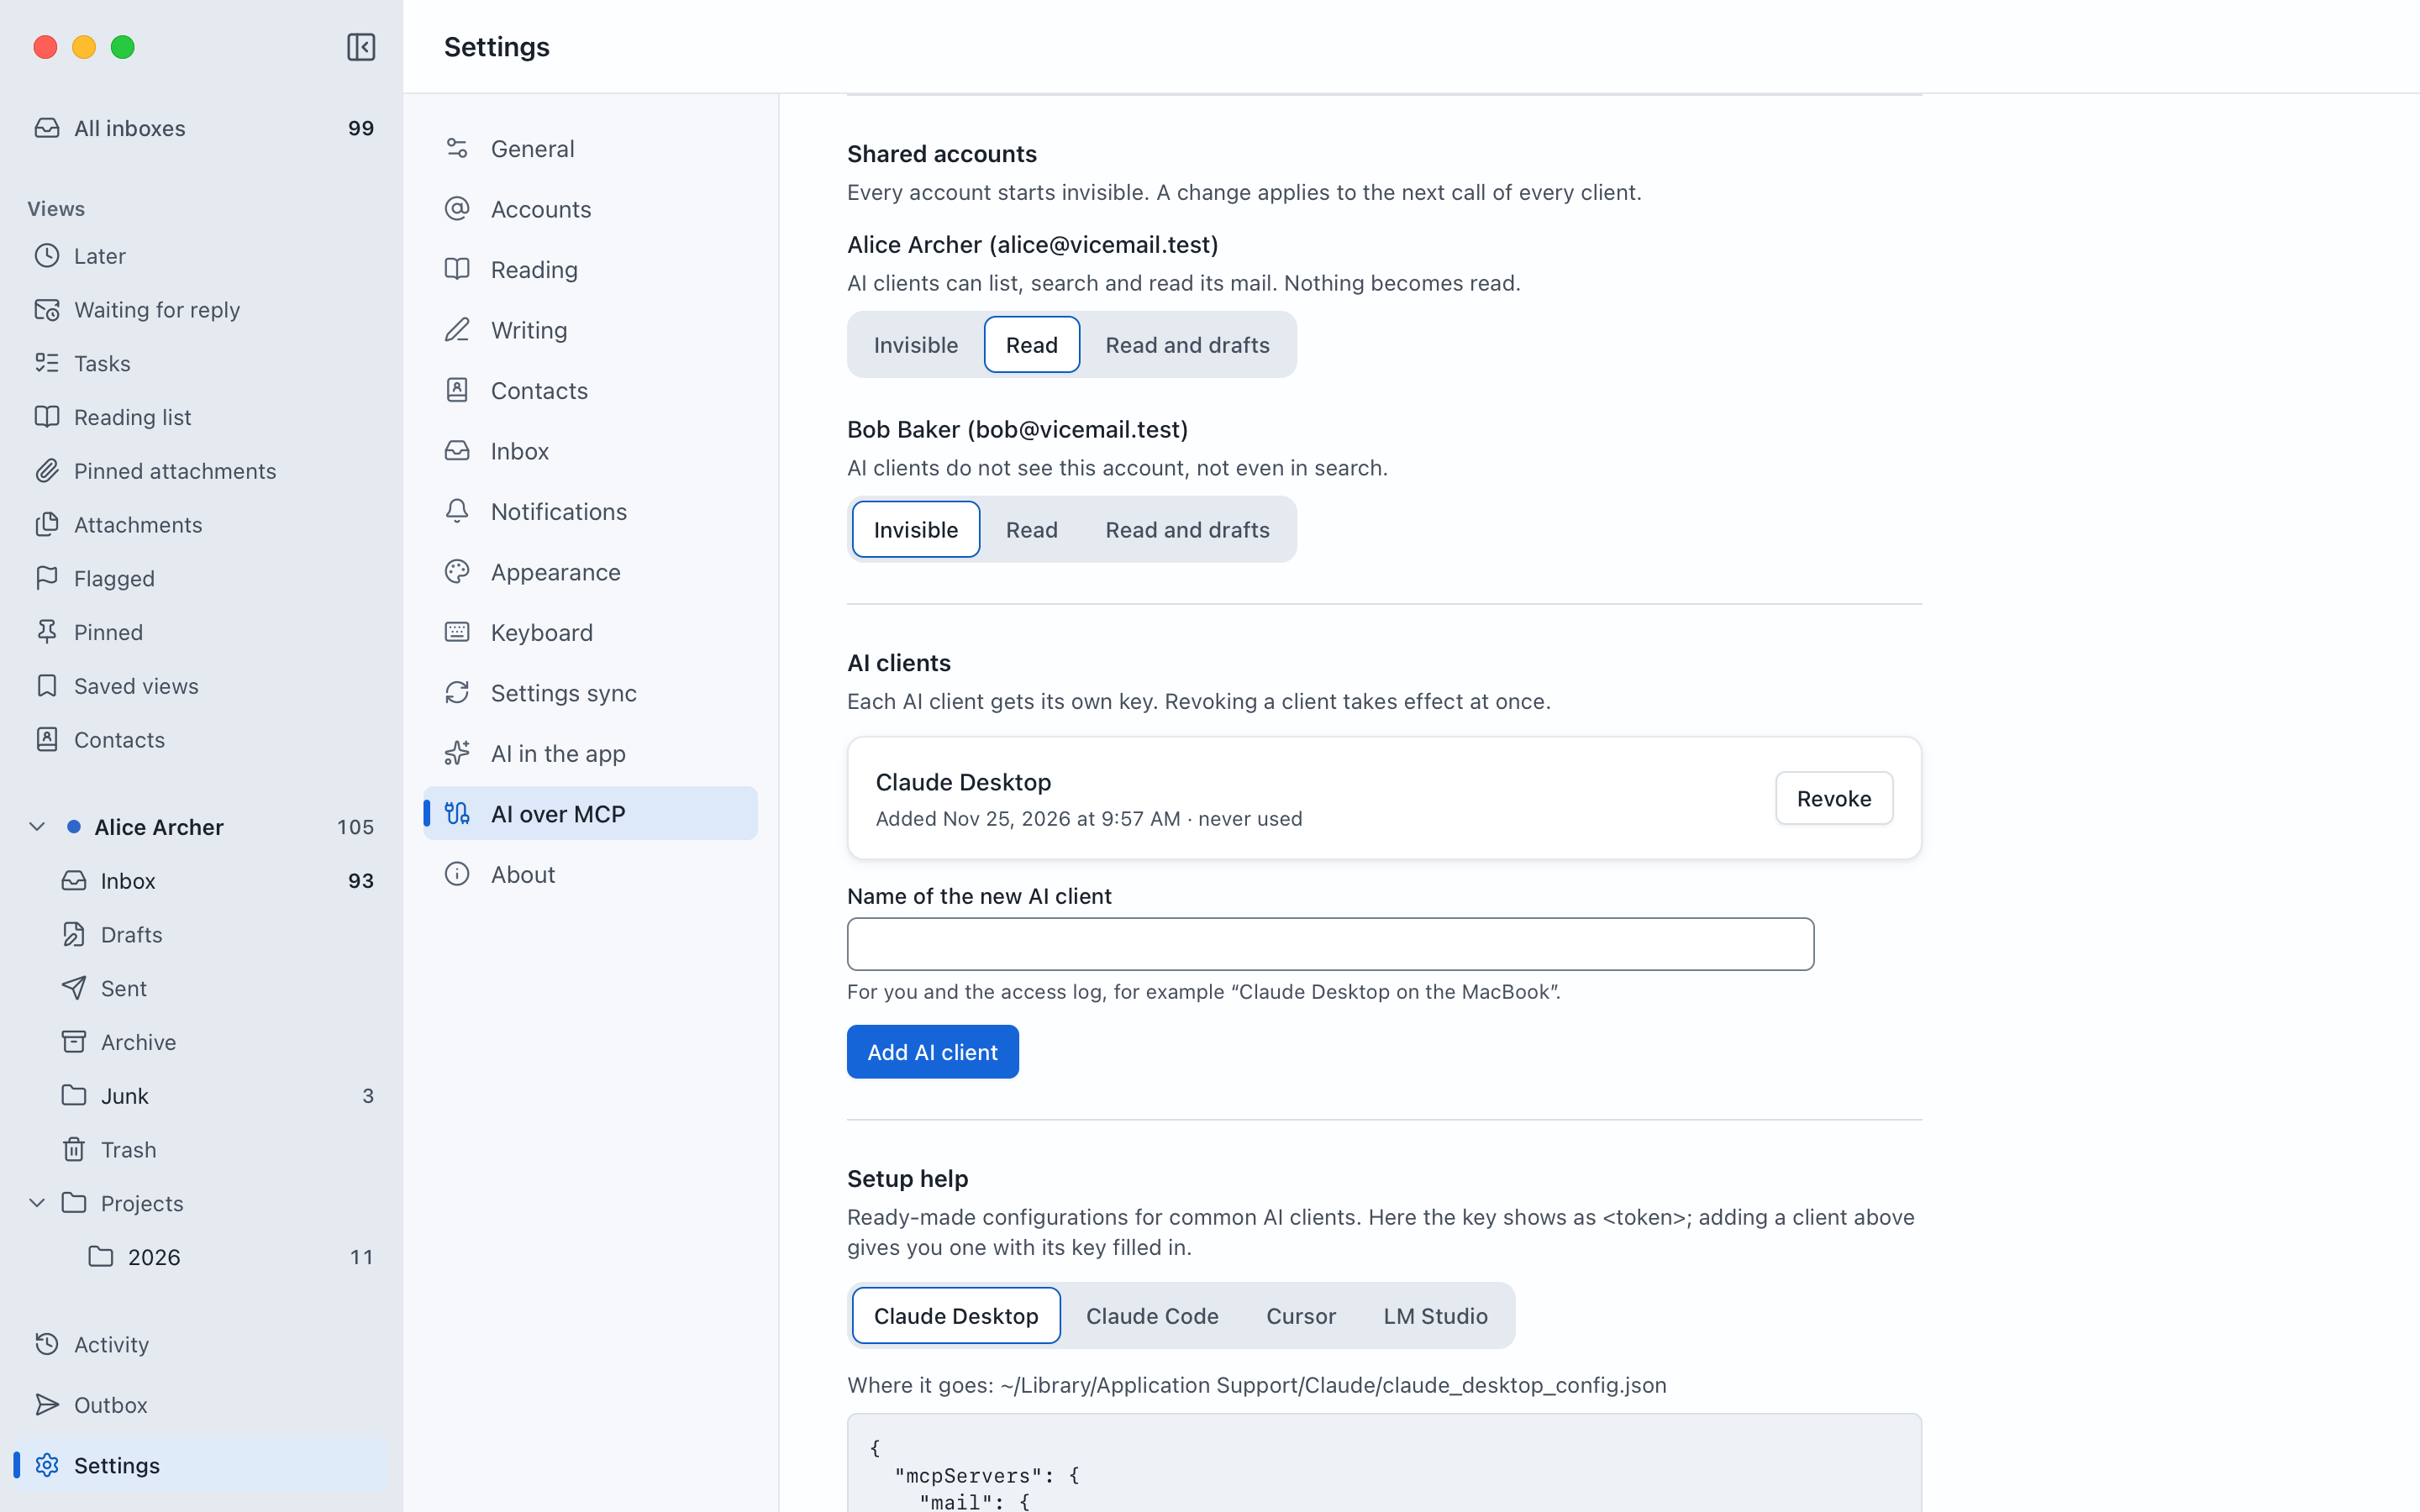 Settings
All inboxes 99
Views
Later
Waiting for reply
Tasks
Reading list
Pinned attachments
Attachments
Flagged
Pinned
Saved views
Contacts
Alice Archer 105
Inbox 93
Drafts
Sent
Archive
Junk 3
Trash
Projects
2026 11
Activity
Outbox
Settings
General
Accounts
Reading
Writing
Contacts
Inbox
Notifications
Appearance
Keyboard
Settings sync
AI in the app
AI over MCP
About
Shared accounts
Every account starts invisible. A change applies to the next call of every client.
Alice Archer (alice@vicemail.test)
AI clients can list, search and read its mail. Nothing becomes read.
Invisible Read Read and drafts
Bob Baker (bob@vicemail.test)
AI clients do not see this account, not even in search.
Invisible Read Read and drafts
AI clients
Each AI client gets its own key. Revoking a client takes effect at once.
Claude Desktop
Added Nov 25, 2026 at 9:57 AM · never used
Revoke
Name of the new AI client
For you and the access log, for example “Claude Desktop on the MacBook”.
Add AI client
Setup help
Ready-made configurations for common AI clients. Here the key shows as <token>; adding a client above
gives you one with its key filled in.
Claude Desktop Claude Code Cursor LM Studio
Where it goes: ~/Library/Application Support/Claude/claude_desktop_config.json
{
"mcpServers": {
"mail": {